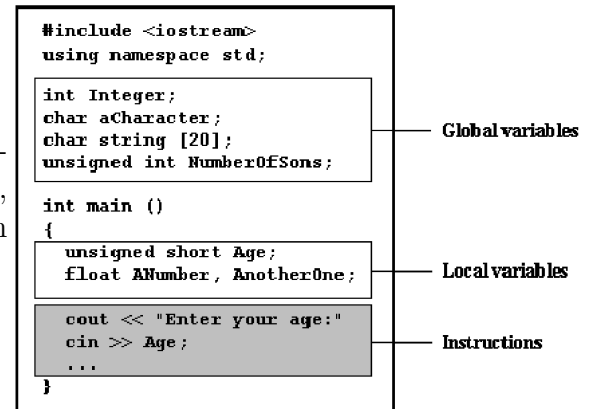 #include <iostream>
using namespace std;
int Integer;
char aCharacter;
char string [20];
unsigned int NumberOfSons;
Global variables
int main ()
{
unsigned short Age;
float ANumber, AnotherOne;
Local variables
cout << "Enter your age:"
cin >> Age;
...
Instructions
}